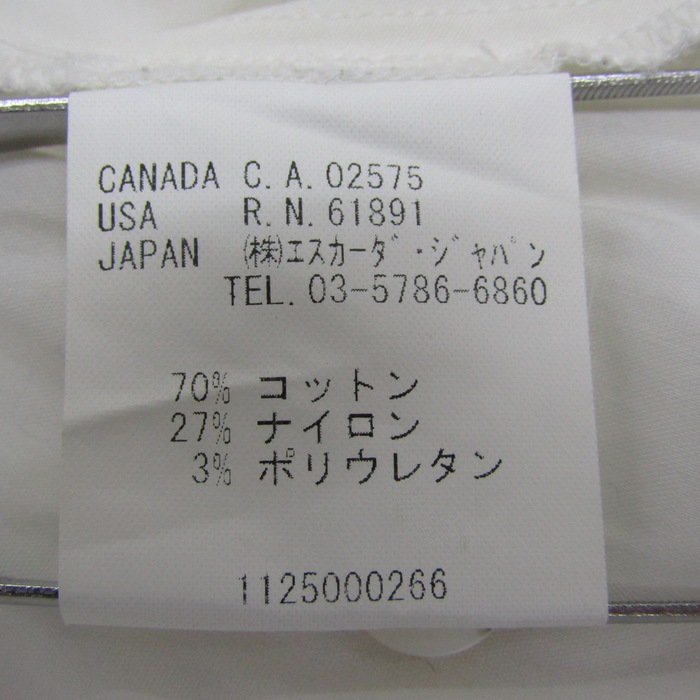 CANADA C.A.02575
USA R.N.61891
JAPAN ㈱エスカーダ・ジャパン
TEL.03-5786-6860
70% コットン
27% ナイロン
3% ポリウレタン
1125000266